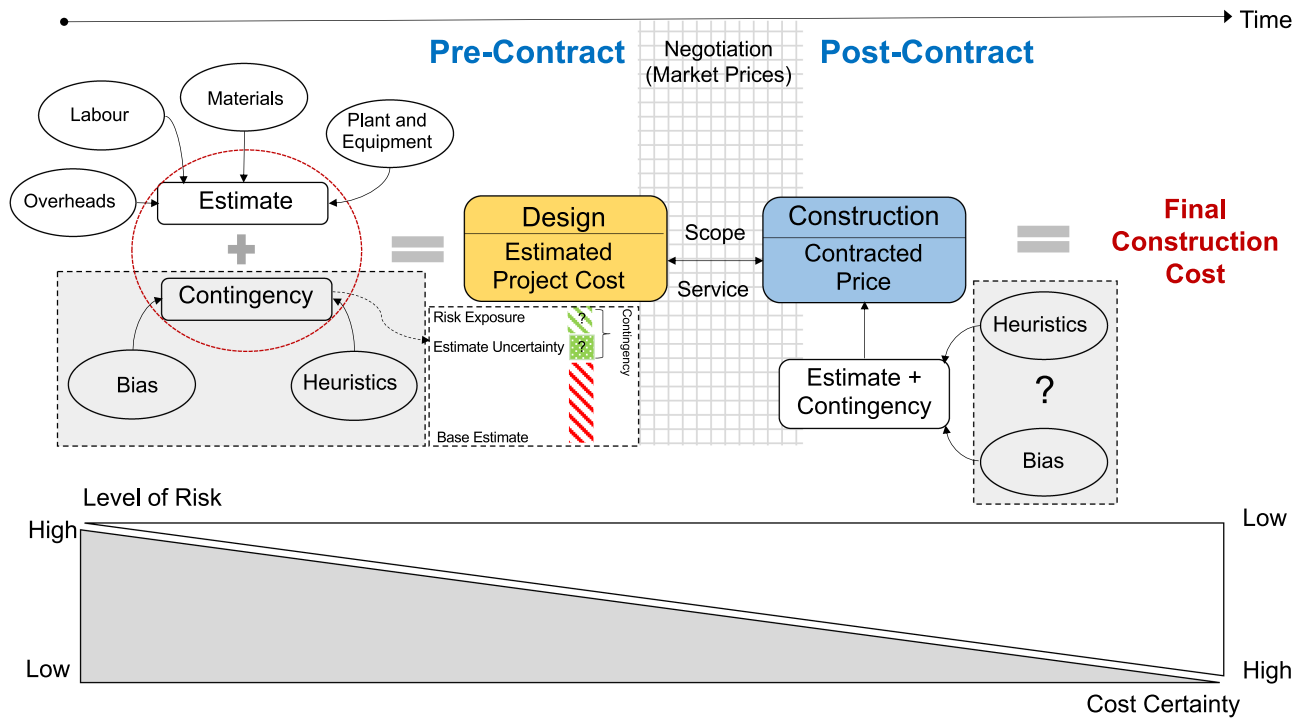 Time
Pre-Contract
Negotiation
(Market Prices)
Post-Contract
Materials
Labour
Plant and
Equipment
Overheads
Estimate
+
Contingency
Bias
Heuristics
=
Design
Estimated
Project Cost
Risk Exposure
?
Estimate Uncertainty
?
Contingency
Base Estimate
Scope
Service
Construction
Contracted
Price
Estimate +
Contingency
Heuristics
?
Bias
=
Final
Construction
Cost
Level of Risk
High
Low
Low
High
Cost Certainty